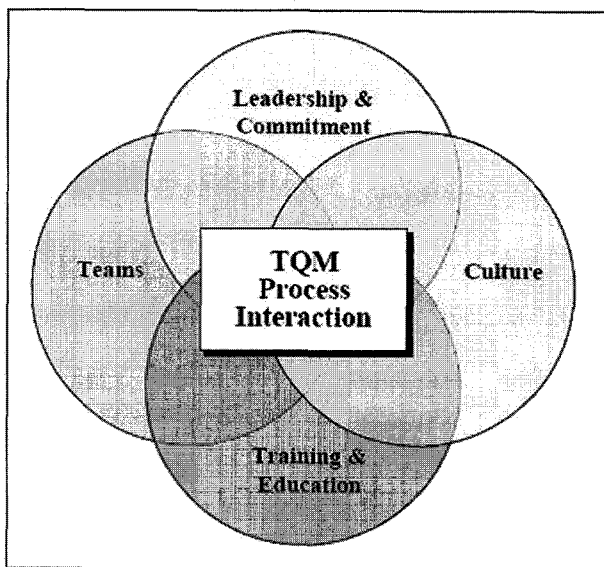 Leadership &
Commitment
Teams
TQM
Process
Interaction
Culture
Training &
Education